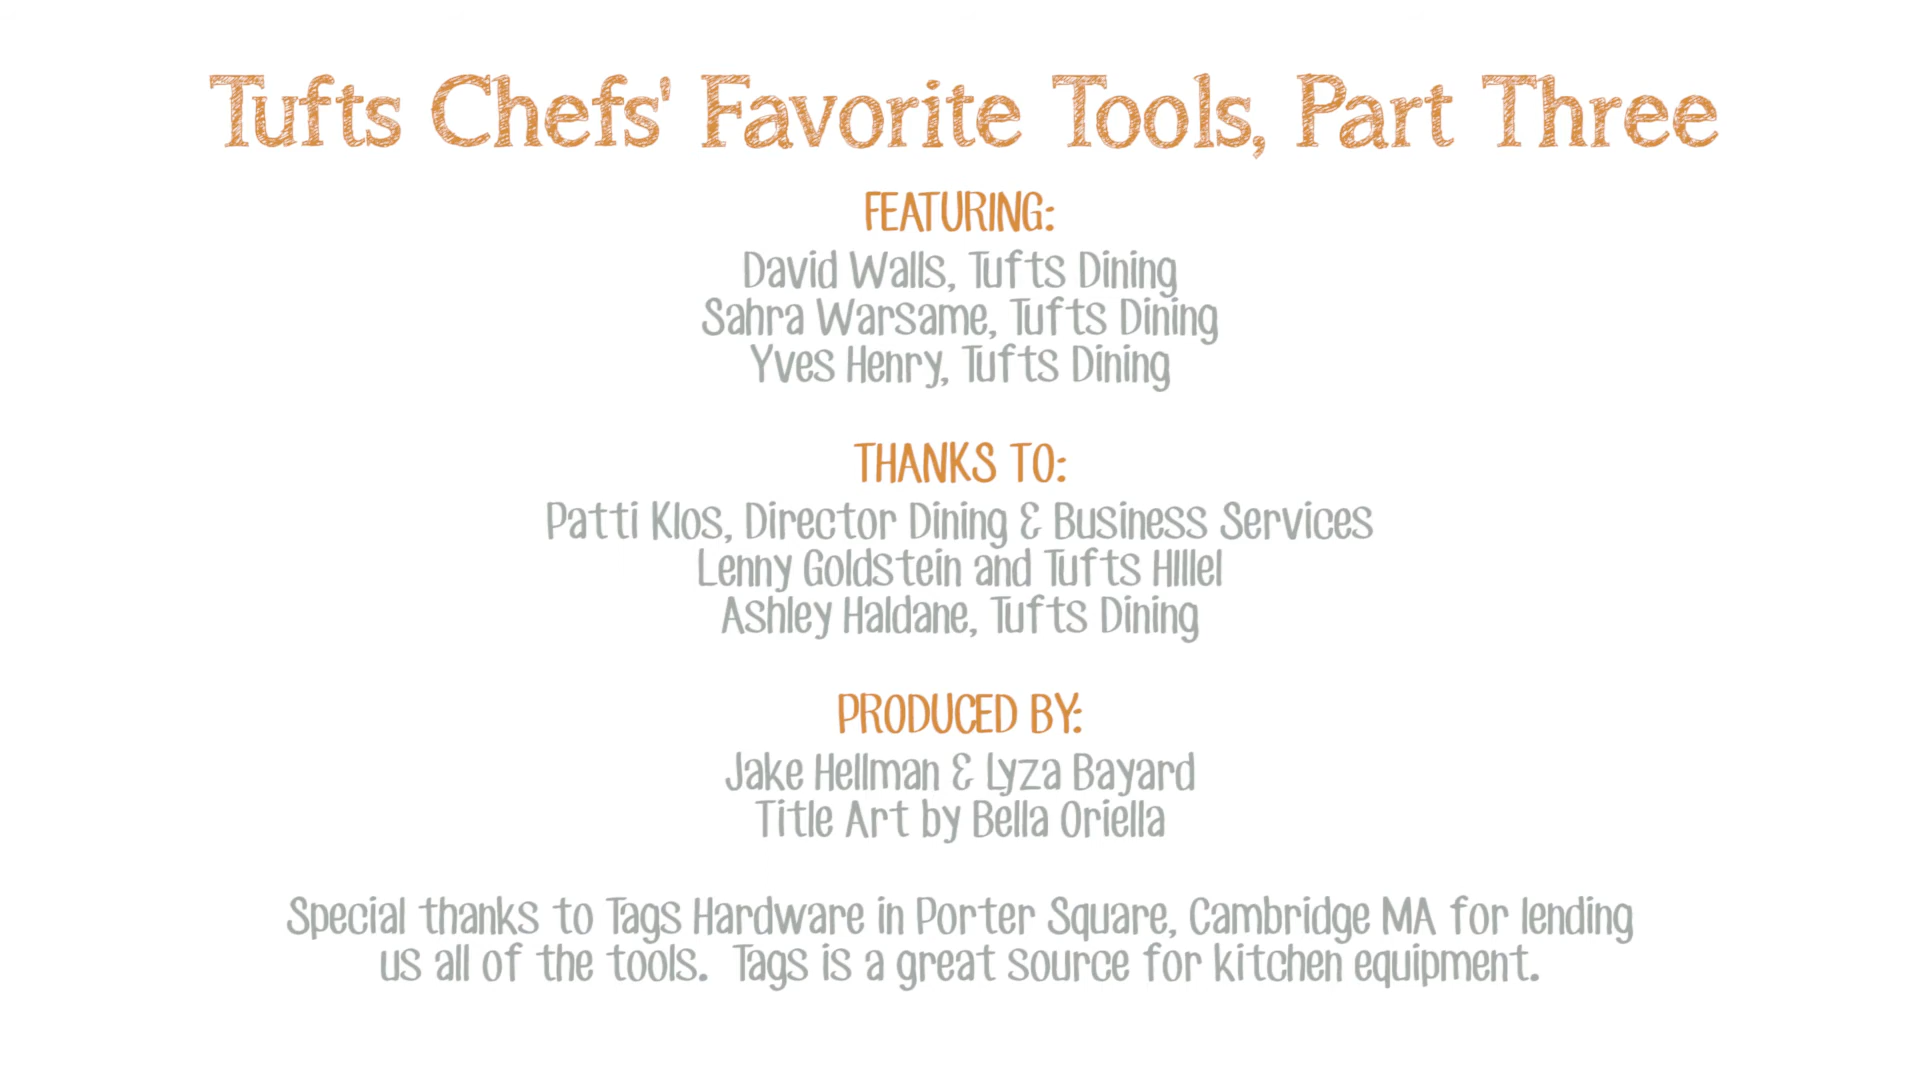 Tufts Chefs' Favorite Tools, Part Three
FEATURING:
David Walls, Tufts Dining
Sahra Warsame, Tufts Dining
Yves Henry, Tufts Dining
THANKS TO:
Patti Klos, Director Dining & Business Services
Lenny Goldstein and Tufts HIllel
Ashley Haldane, Tufts Dining
PRODUCED BY:
Jake Hellman & Lyza Bayard
Title Art by Bella Oriella
Special thanks to Tags Hardware in Porter Square, Cambridge MA for lending
us all of the tools.  Tags is a great source for kitchen equipment.